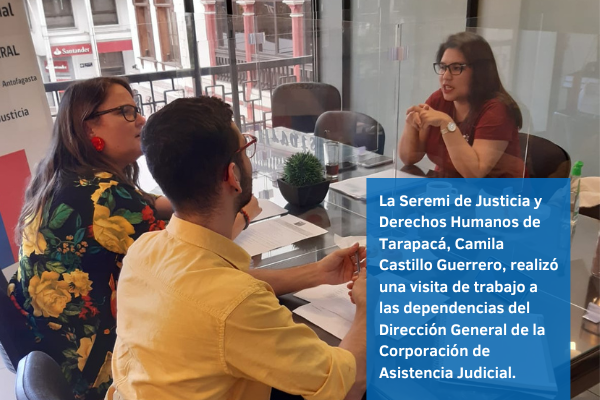 nal
RAL
Antofagasta
usticia
Santander
La Seremi de Justicia y
Derechos Humanos de
Tarapacá, Camila
Castillo Guerrero, realizó
una visita de trabajo a
las dependencias del
Dirección General de la
Corporación de
Asistencia Judicial.